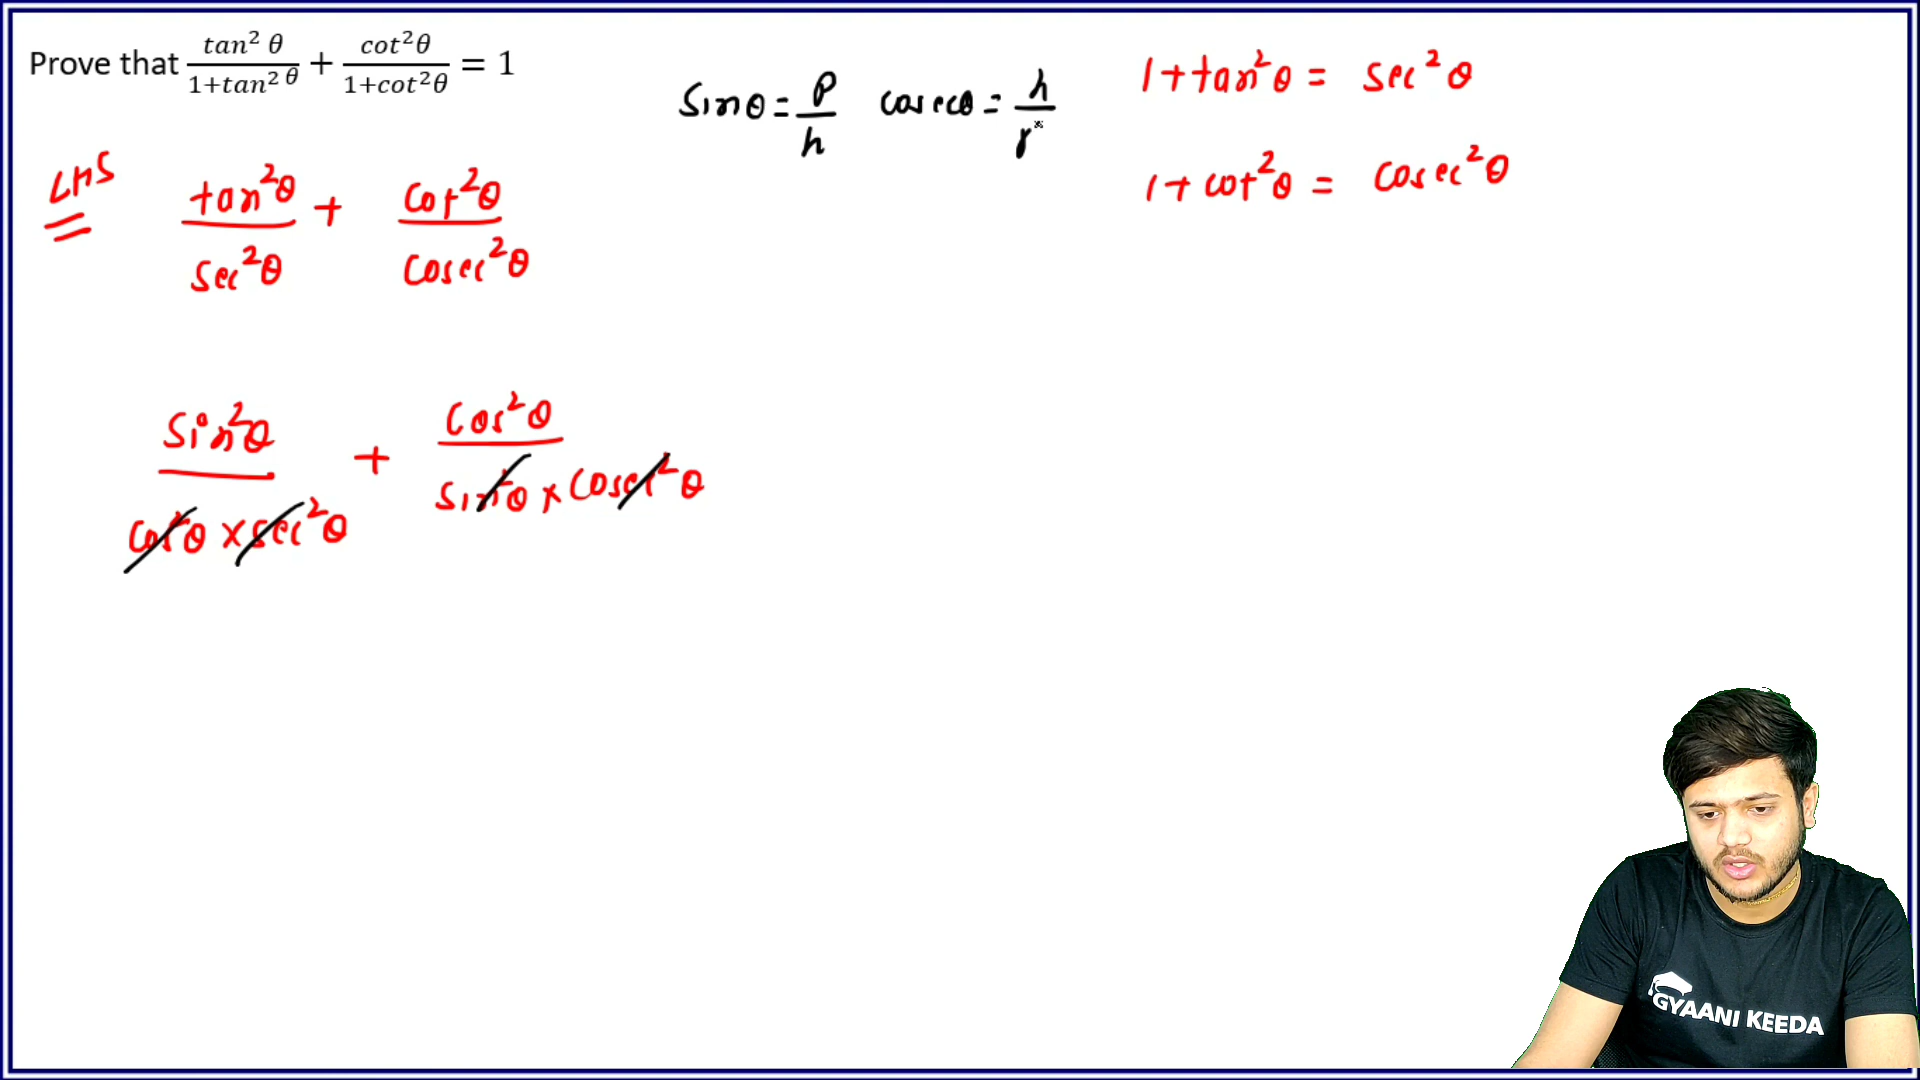 Prove that tan² θ / 1+tan² θ + cot²θ / 1+cot²θ = 1
Sinθ = P / h cosecθ = h / p
1+tan²θ = sec²θ
1+cot²θ = cosec²θ
LHS
tan²θ / sec²θ + cot²θ / cosec²θ
sin²θ / cos²θ × sec²θ + cos²θ / sin²θ × cosec²θ
GYAANI KEEDA